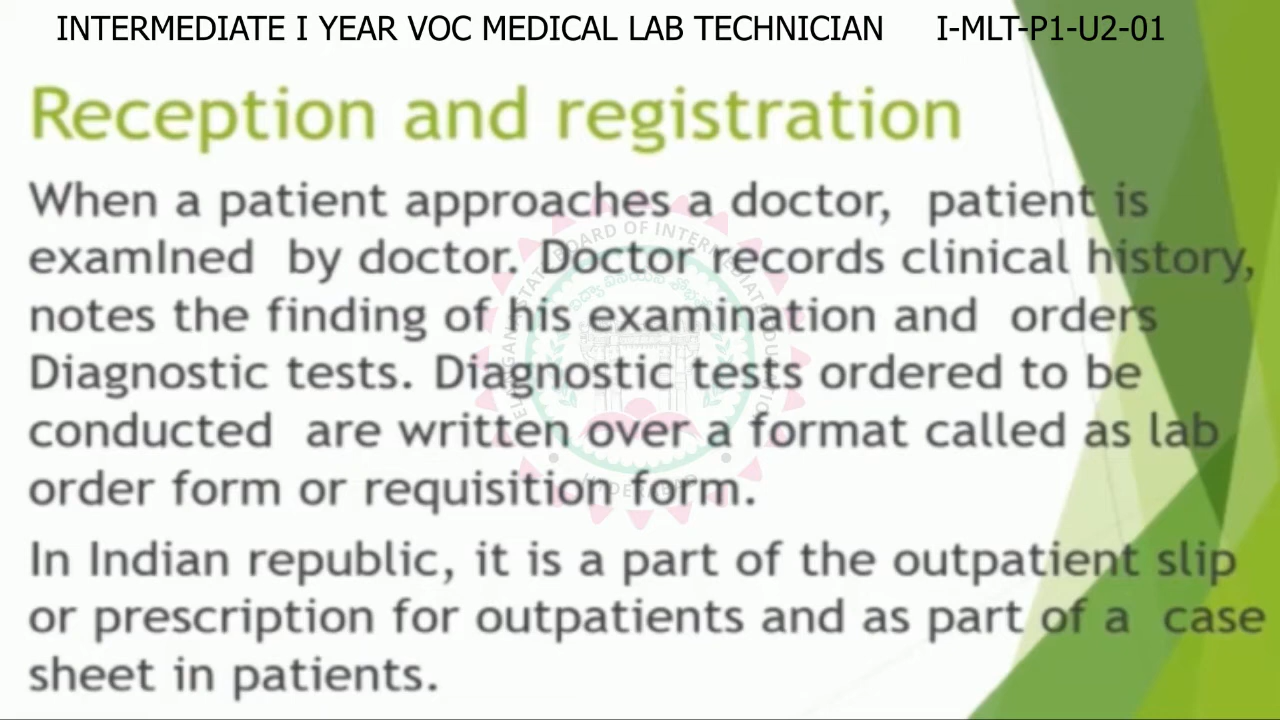 INTERMEDIATE I YEAR VOC MEDICAL LAB TECHNICIAN I-MLT-P1-U2-01
Reception and registration
When a patient approaches a doctor, patient is
examIned by doctor. Doctor records clinical history,
notes the finding of his examination and orders
Diagnostic tests. Diagnostic tests ordered to be
conducted are written over a format called as lab
order form or requisition form.
In Indian republic, it is a part of the outpatient slip
or prescription for outpatients and as part of a case
sheet in patients.